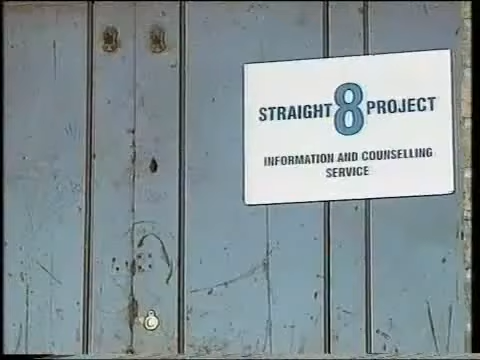 STRAIGHT 8 PROJECT
INFORMATION AND COUNSELLING
SERVICE